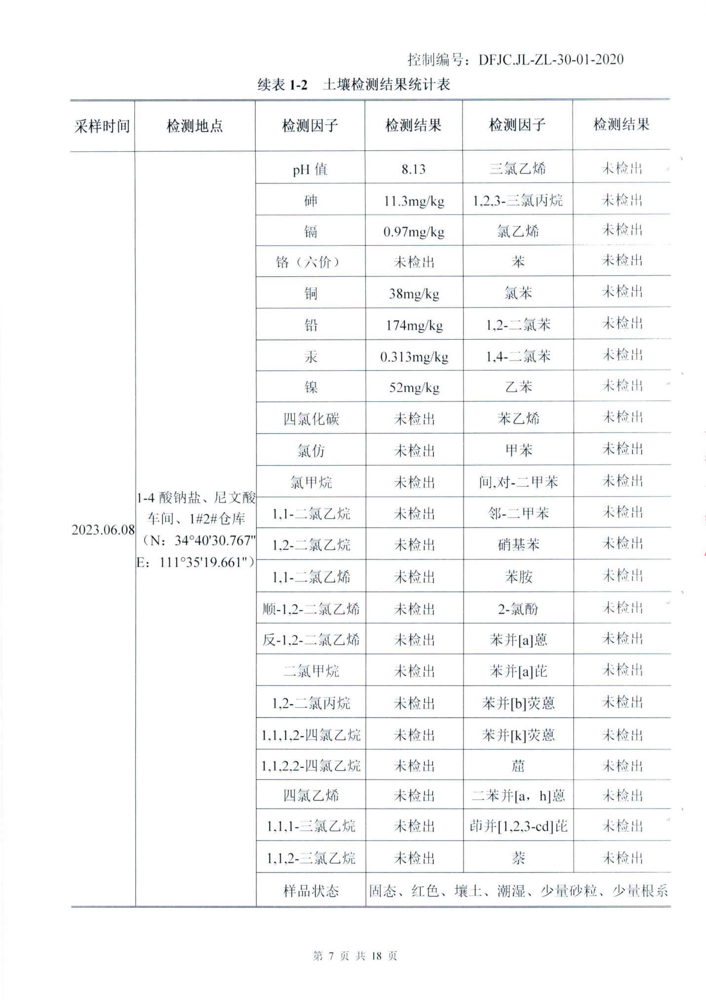 控制编号：DFJC.JL-ZL-30-01-2020
续表 1-2 土壤检测结果统计表
采样时间 检测地点 检测因子 检测结果 检测因子 检测结果
pH 值 8.13 三氯乙烯 未检出
砷 11.3mg/kg 1,2,3-三氯丙烷 未检出
镉 0.97mg/kg 氯乙烯 未检出
铬（六价） 未检出 苯 未检出
铜 38mg/kg 氯苯 未检出
铅 174mg/kg 1,2-二氯苯 未检出
汞 0.313mg/kg 1,4-二氯苯 未检出
镍 52mg/kg 乙苯 未检出
四氯化碳 未检出 苯乙烯 未检出
氯仿 未检出 甲苯 未检出
氯甲烷 未检出 间,对-二甲苯 未检出
2023.06.08
1-4 酸钠盐、尼文酸
车间、1#2#仓库
（N：34°40'30.767"
E：111°35'19.661"）
1,1-二氯乙烷 未检出 邻-二甲苯 未检出
1,2-二氯乙烷 未检出 硝基苯 未检出
1,1-二氯乙烯 未检出 苯胺 未检出
顺-1,2-二氯乙烯 未检出 2-氯酚 未检出
反-1,2-二氯乙烯 未检出 苯并[a]蒽 未检出
二氯甲烷 未检出 苯并[a]芘 未检出
1,2-二氯丙烷 未检出 苯并[b]荧蒽 未检出
1,1,1,2-四氯乙烷 未检出 苯并[k]荧蒽 未检出
1,1,2,2-四氯乙烷 未检出 䓛 未检出
四氯乙烯 未检出 二苯并[a，h]蒽 未检出
1,1,1-三氯乙烷 未检出 茚并[1,2,3-cd]芘 未检出
1,1,2-三氯乙烷 未检出 萘 未检出
样品状态 固态、红色、壤土、潮湿、少量砂粒、少量根系
第 7 页 共 18 页